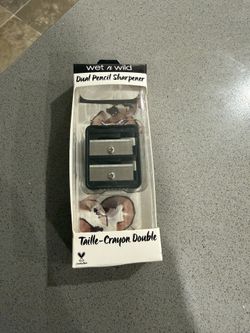 wet n wild
Dual Pencil Sharpener
Taille-Crayon Double